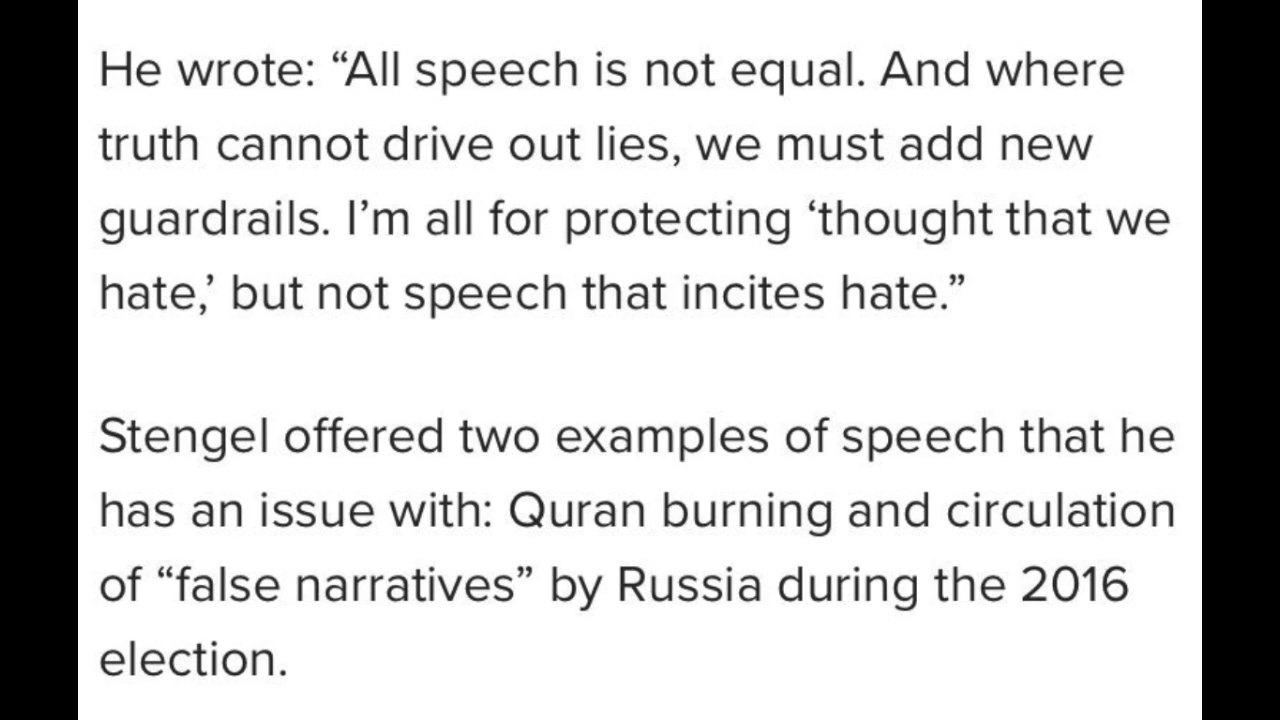 He wrote: “All speech is not equal. And where
truth cannot drive out lies, we must add new
guardrails. I’m all for protecting ‘thought that we
hate,’ but not speech that incites hate.”
Stengel offered two examples of speech that he
has an issue with: Quran burning and circulation
of “false narratives” by Russia during the 2016
election.